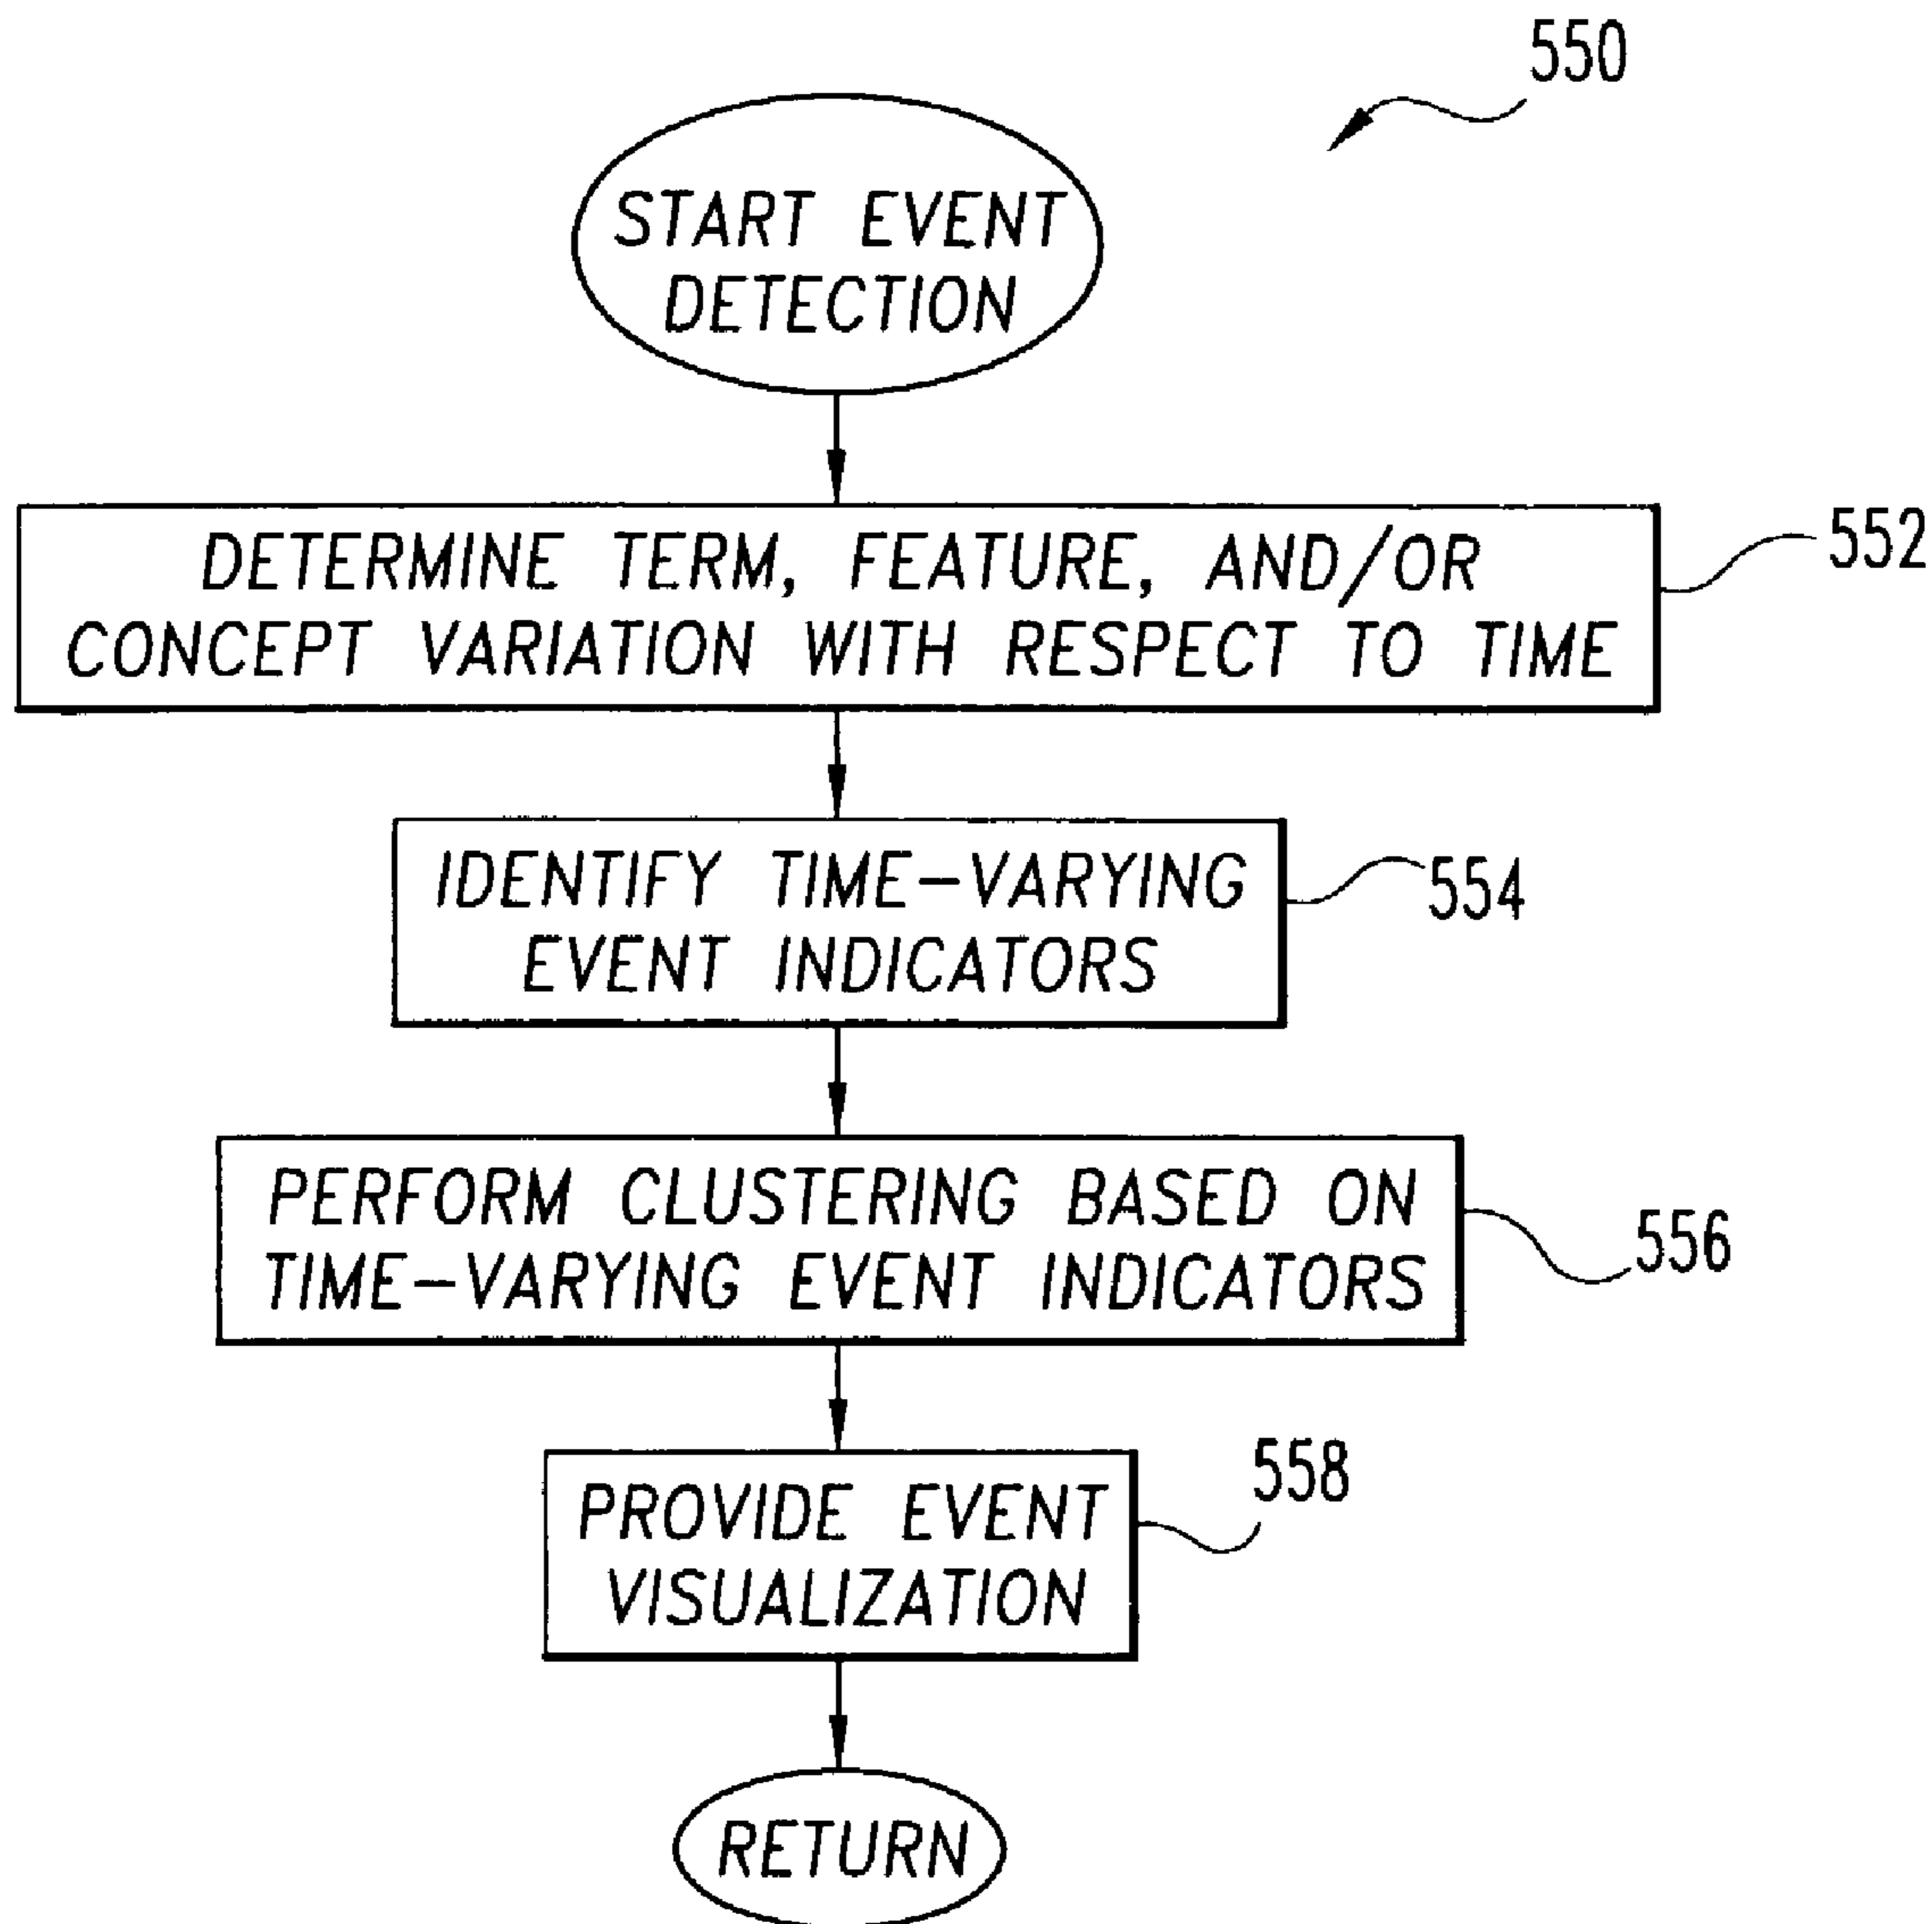 550
START EVENT
DETECTION
DETERMINE TERM, FEATURE, AND/OR
CONCEPT VARIATION WITH RESPECT TO TIME
552
IDENTIFY TIME-VARYING
EVENT INDICATORS
554
PERFORM CLUSTERING BASED ON
TIME-VARYING EVENT INDICATORS
556
PROVIDE EVENT
VISUALIZATION
558
RETURN